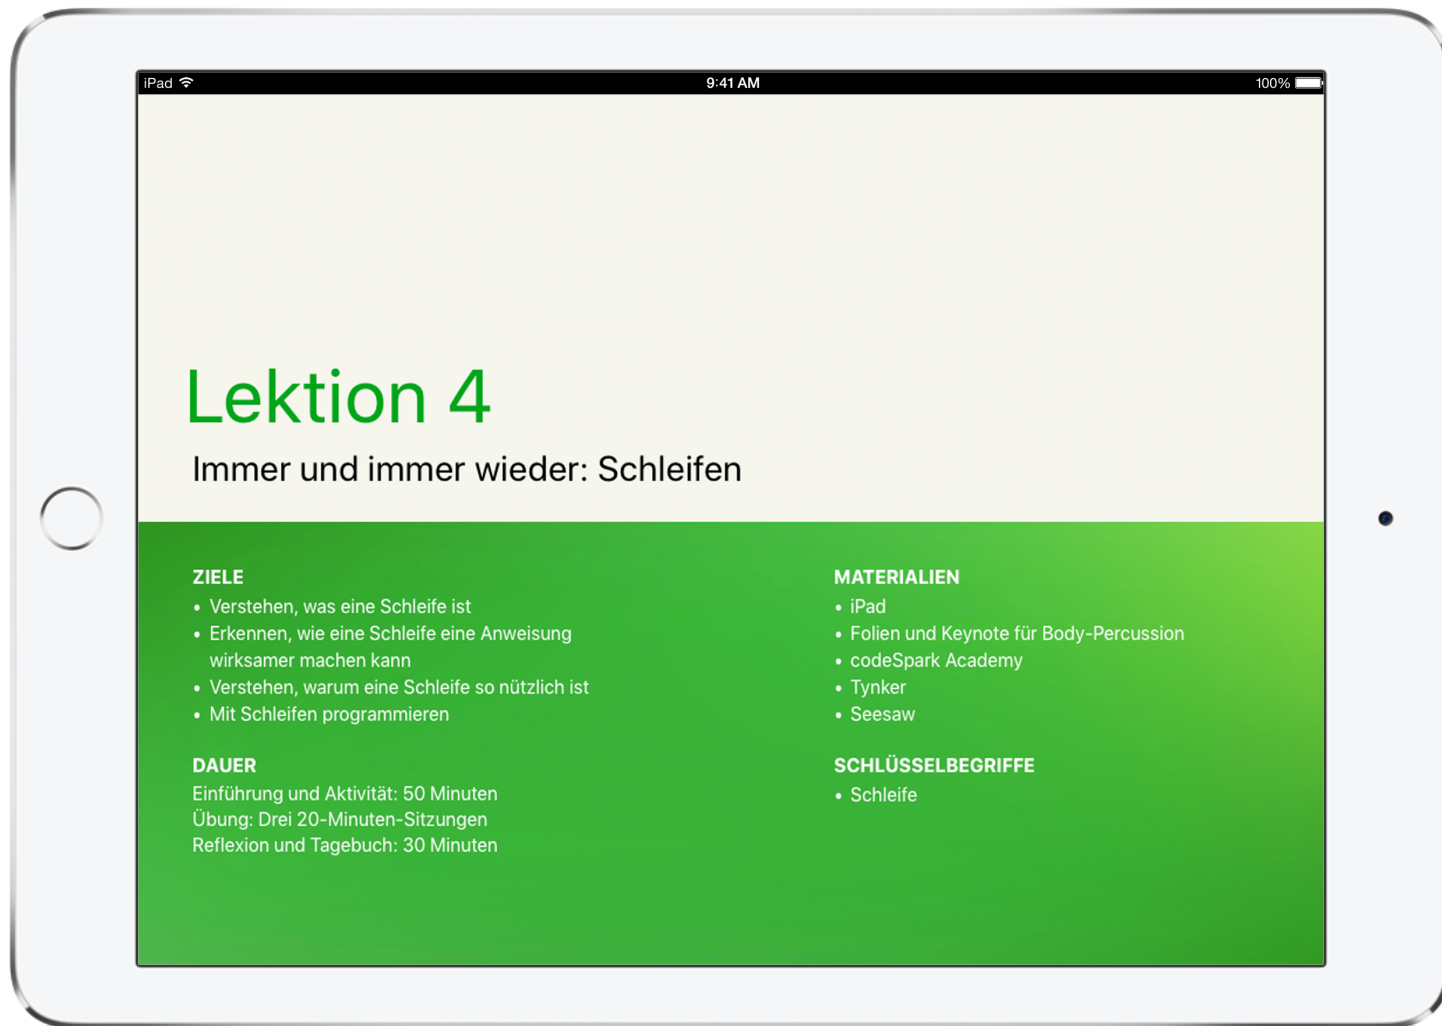 iPad
9:41 AM
100%
Lektion 4
Immer und immer wieder: Schleifen
ZIELE
• Verstehen, was eine Schleife ist
• Erkennen, wie eine Schleife eine Anweisung
wirksamer machen kann
• Verstehen, warum eine Schleife so nützlich ist
• Mit Schleifen programmieren
DAUER
Einführung und Aktivität: 50 Minuten
Übung: Drei 20-Minuten-Sitzungen
Reflexion und Tagebuch: 30 Minuten
MATERIALIEN
• iPad
• Folien und Keynote für Body-Percussion
• codeSpark Academy
• Tynker
• Seesaw
SCHLÜSSELBEGRIFFE
• Schleife